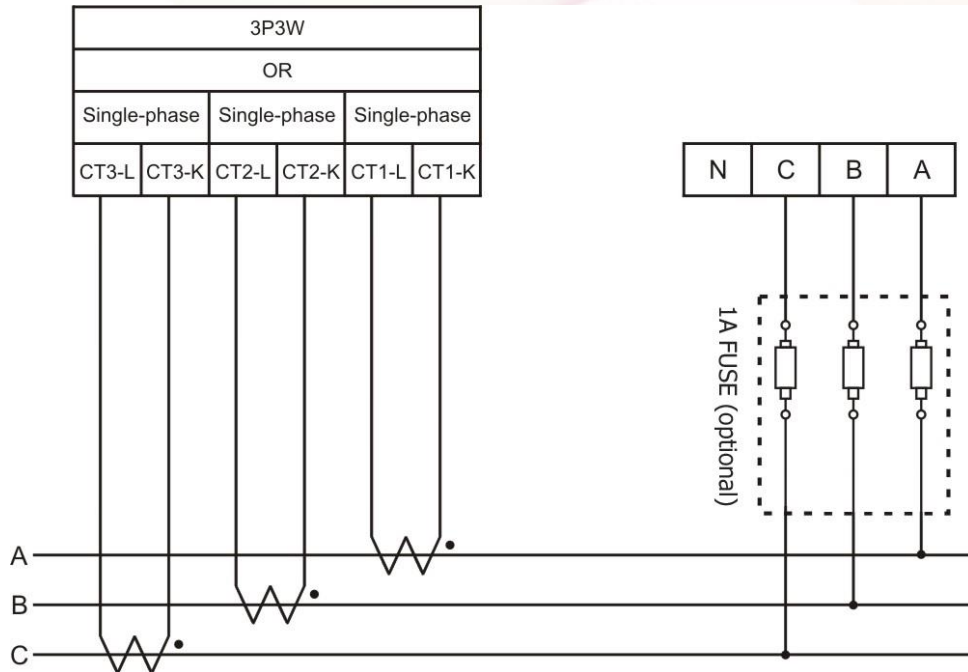 3P3W
OR
Single-phase Single-phase Single-phase
CT3-L CT3-K CT2-L CT2-K CT1-L CT1-K
N C B A
1A FUSE (optional)
A
B
C